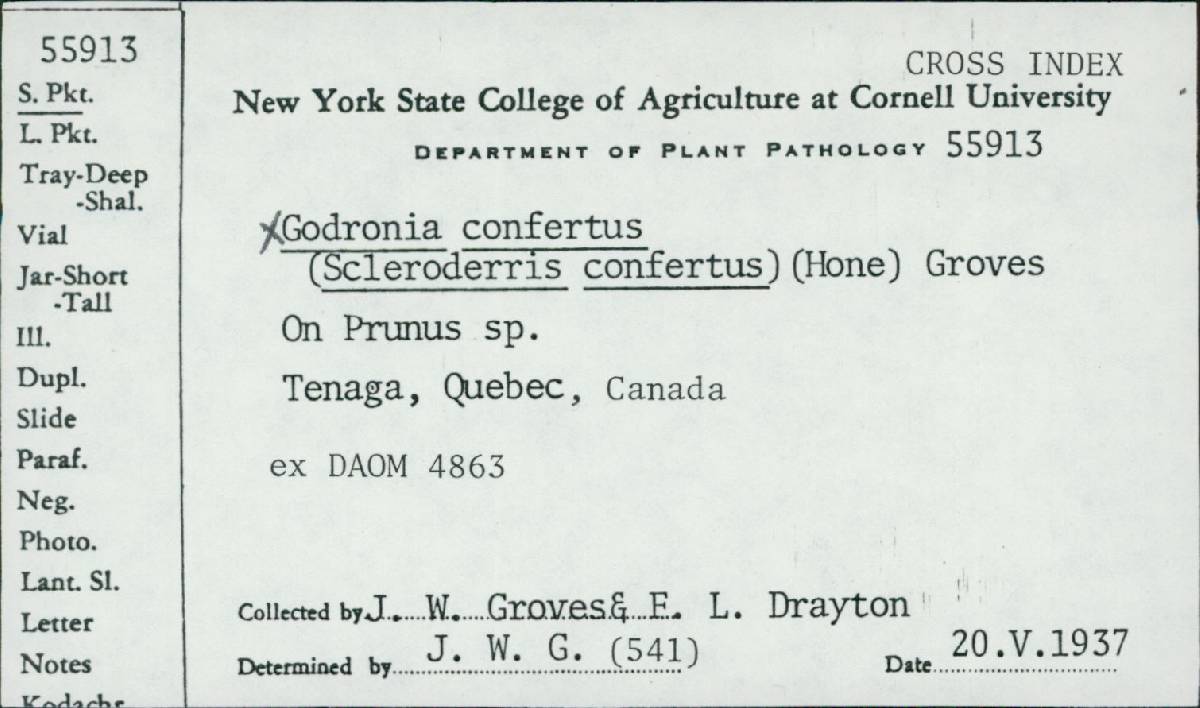 55913
S. Pkt.
L. Pkt.
Tray-Deep
-Shal.
Vial
Jar-Short
-Tall
Ill.
Dupl.
Slide
Paraf.
Neg.
Photo.
Lant. Sl.
Letter
Notes
Kodachr
CROSS INDEX
New York State College of Agriculture at Cornell University
DEPARTMENT OF PLANT PATHOLOGY 55913
XGodronia confertus
(Scleroderris confertus) (Hone) Groves
On Prunus sp.
Tenaga, Quebec, Canada
ex DAOM 4863
Collected by J. W. Groves& E. L. Drayton
Determined by J. W. G. (541) Date 20.V.1937